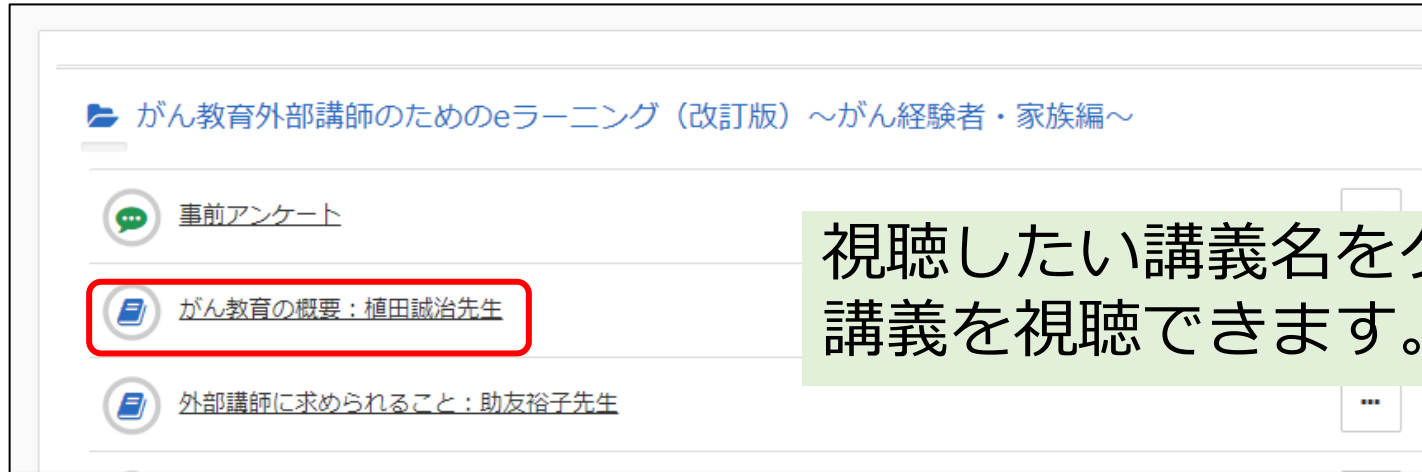 がん教育外部講師のためのeラーニング（改訂版）～がん経験者・家族編～
事前アンケート
視聴したい講義名を
がん教育の概要：植田誠治先生
講義を視聴できます。
外部講師に求められること：助友裕子先生